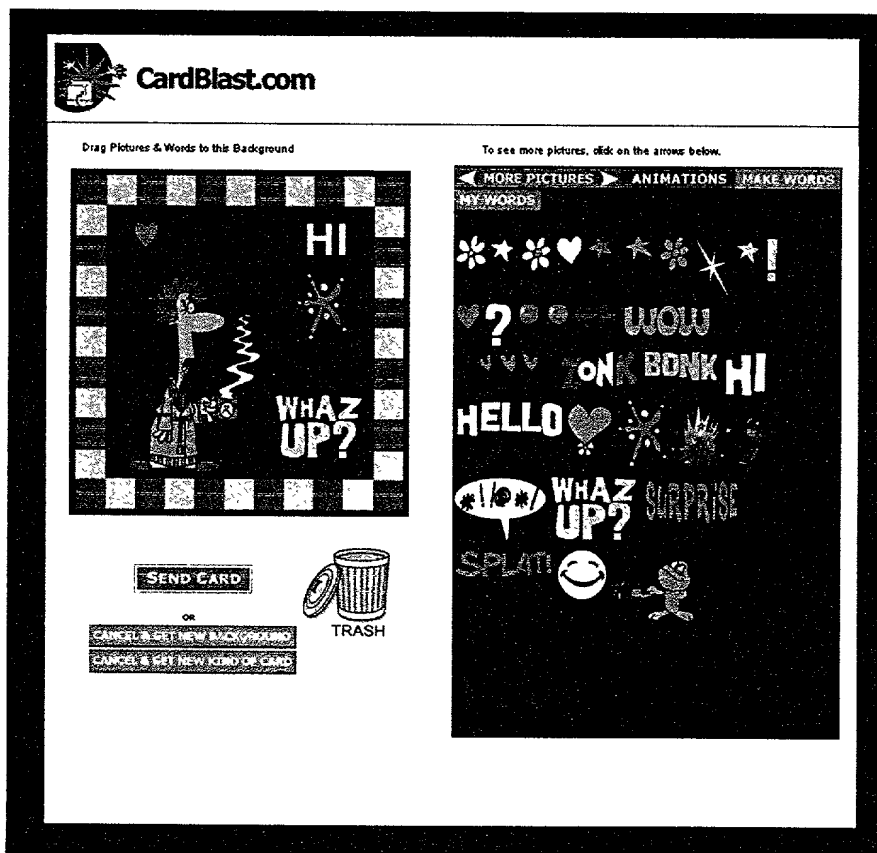 CardBlast.com
Drag Pictures & Words to this Background
HI
WHAZ
UP?
SEND CARD
OR
CANCEL & GET NEW BACKGROUND
CANCEL & GET NEW KIND OF CARD
TRASH
To see more pictures, click on the arrows below.
MORE PICTURES ANIMATIONS MAKE WORDS
MY WORDS
!
? WOW
ZONK BONK HI
HELLO
*!!@*/ WHAZ
UP? SURPRISE
SPLAT!